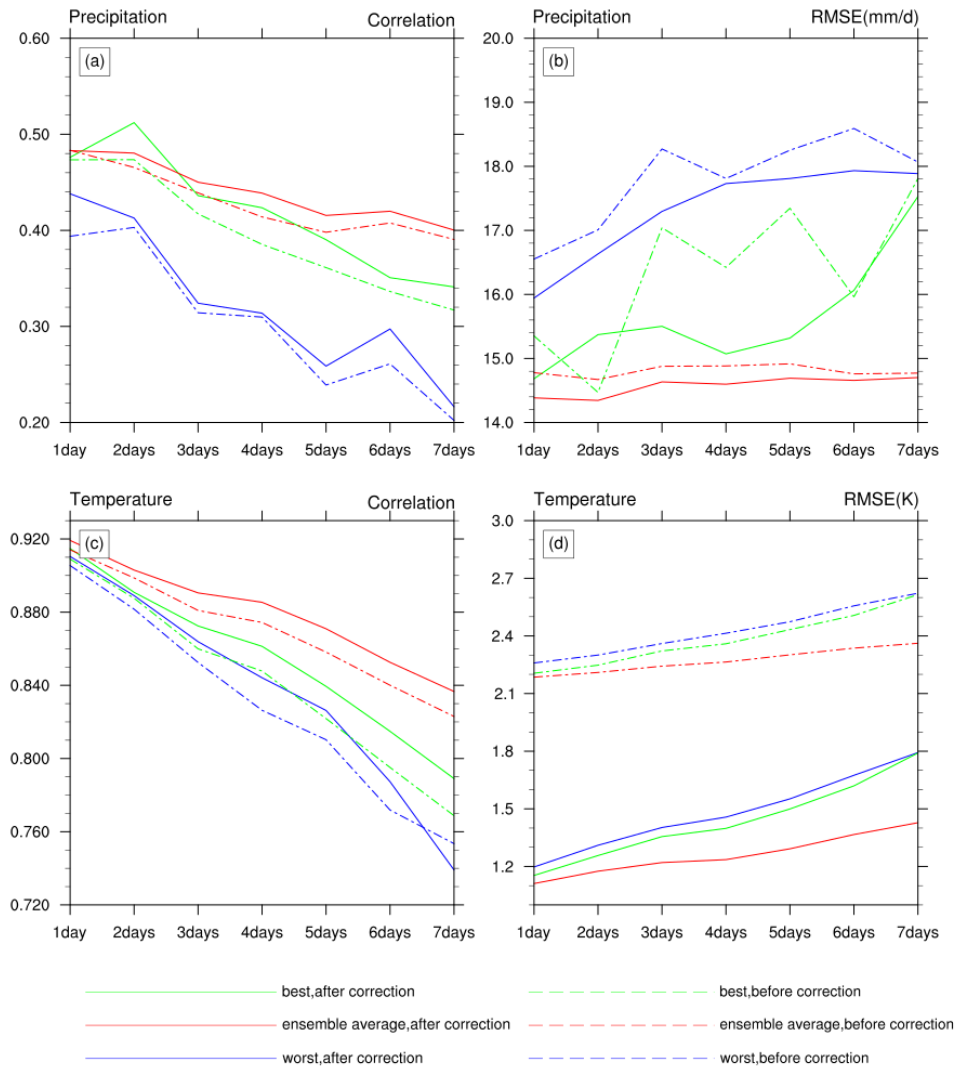 Precipitation Correlation Precipitation RMSE(mm/d)
0.60 20.0
(a) (b)
19.0
0.50
18.0
0.40 17.0
16.0
0.30
15.0
0.20 14.0
1day 2days 3days 4days 5days 6days 7days 1day 2days 3days 4days 5days 6days 7days
Temperature Correlation Temperature RMSE(K)
3.0
0.920 (c) (d)
2.7
0.880
2.4
0.840 2.1
0.800 1.8
1.5
0.760
1.2
0.720
1day 2days 3days 4days 5days 6days 7days 1day 2days 3days 4days 5days 6days 7days
best,after correction best,before correction
ensemble average,after correction ensemble average,before correction
worst,after correction worst,before correction